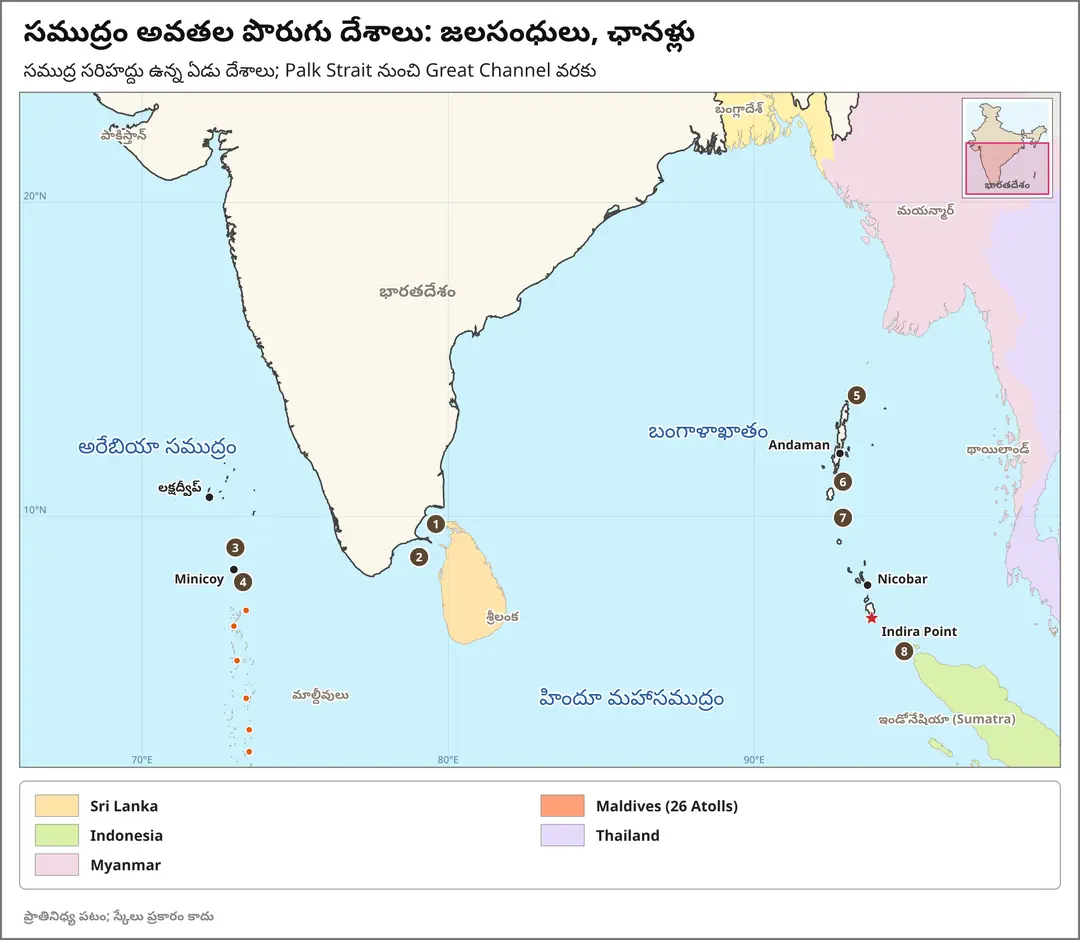 సముద్రం అవతల పొరుగు దేశాలు: జలసంధులు, ఛానళ్లు
సముద్ర సరిహద్దు ఉన్న ఏడు దేశాలు; Palk Strait నుంచి Great Channel వరకు
బంగ్లాదేశ్
పాకిస్తాన్
భారతదేశం
20°N
మయన్మార్
భారతదేశం
5
బంగాళాఖాతం
Andaman
అరేబియా సముద్రం
థాయిలాండ్
6
లక్షద్వీప్
10°N
7
1
2
3
Minicoy
4
Nicobar
శ్రీలంక
Indira Point
8
మాల్దీవులు
హిందూ మహాసముద్రం
ఇండోనేషియా (Sumatra)
70°E
80°E
90°E
Sri Lanka
Maldives (26 Atolls)
Indonesia
Thailand
Myanmar
ప్రాతినిధ్య పటం; స్కేలు ప్రకారం కాదు